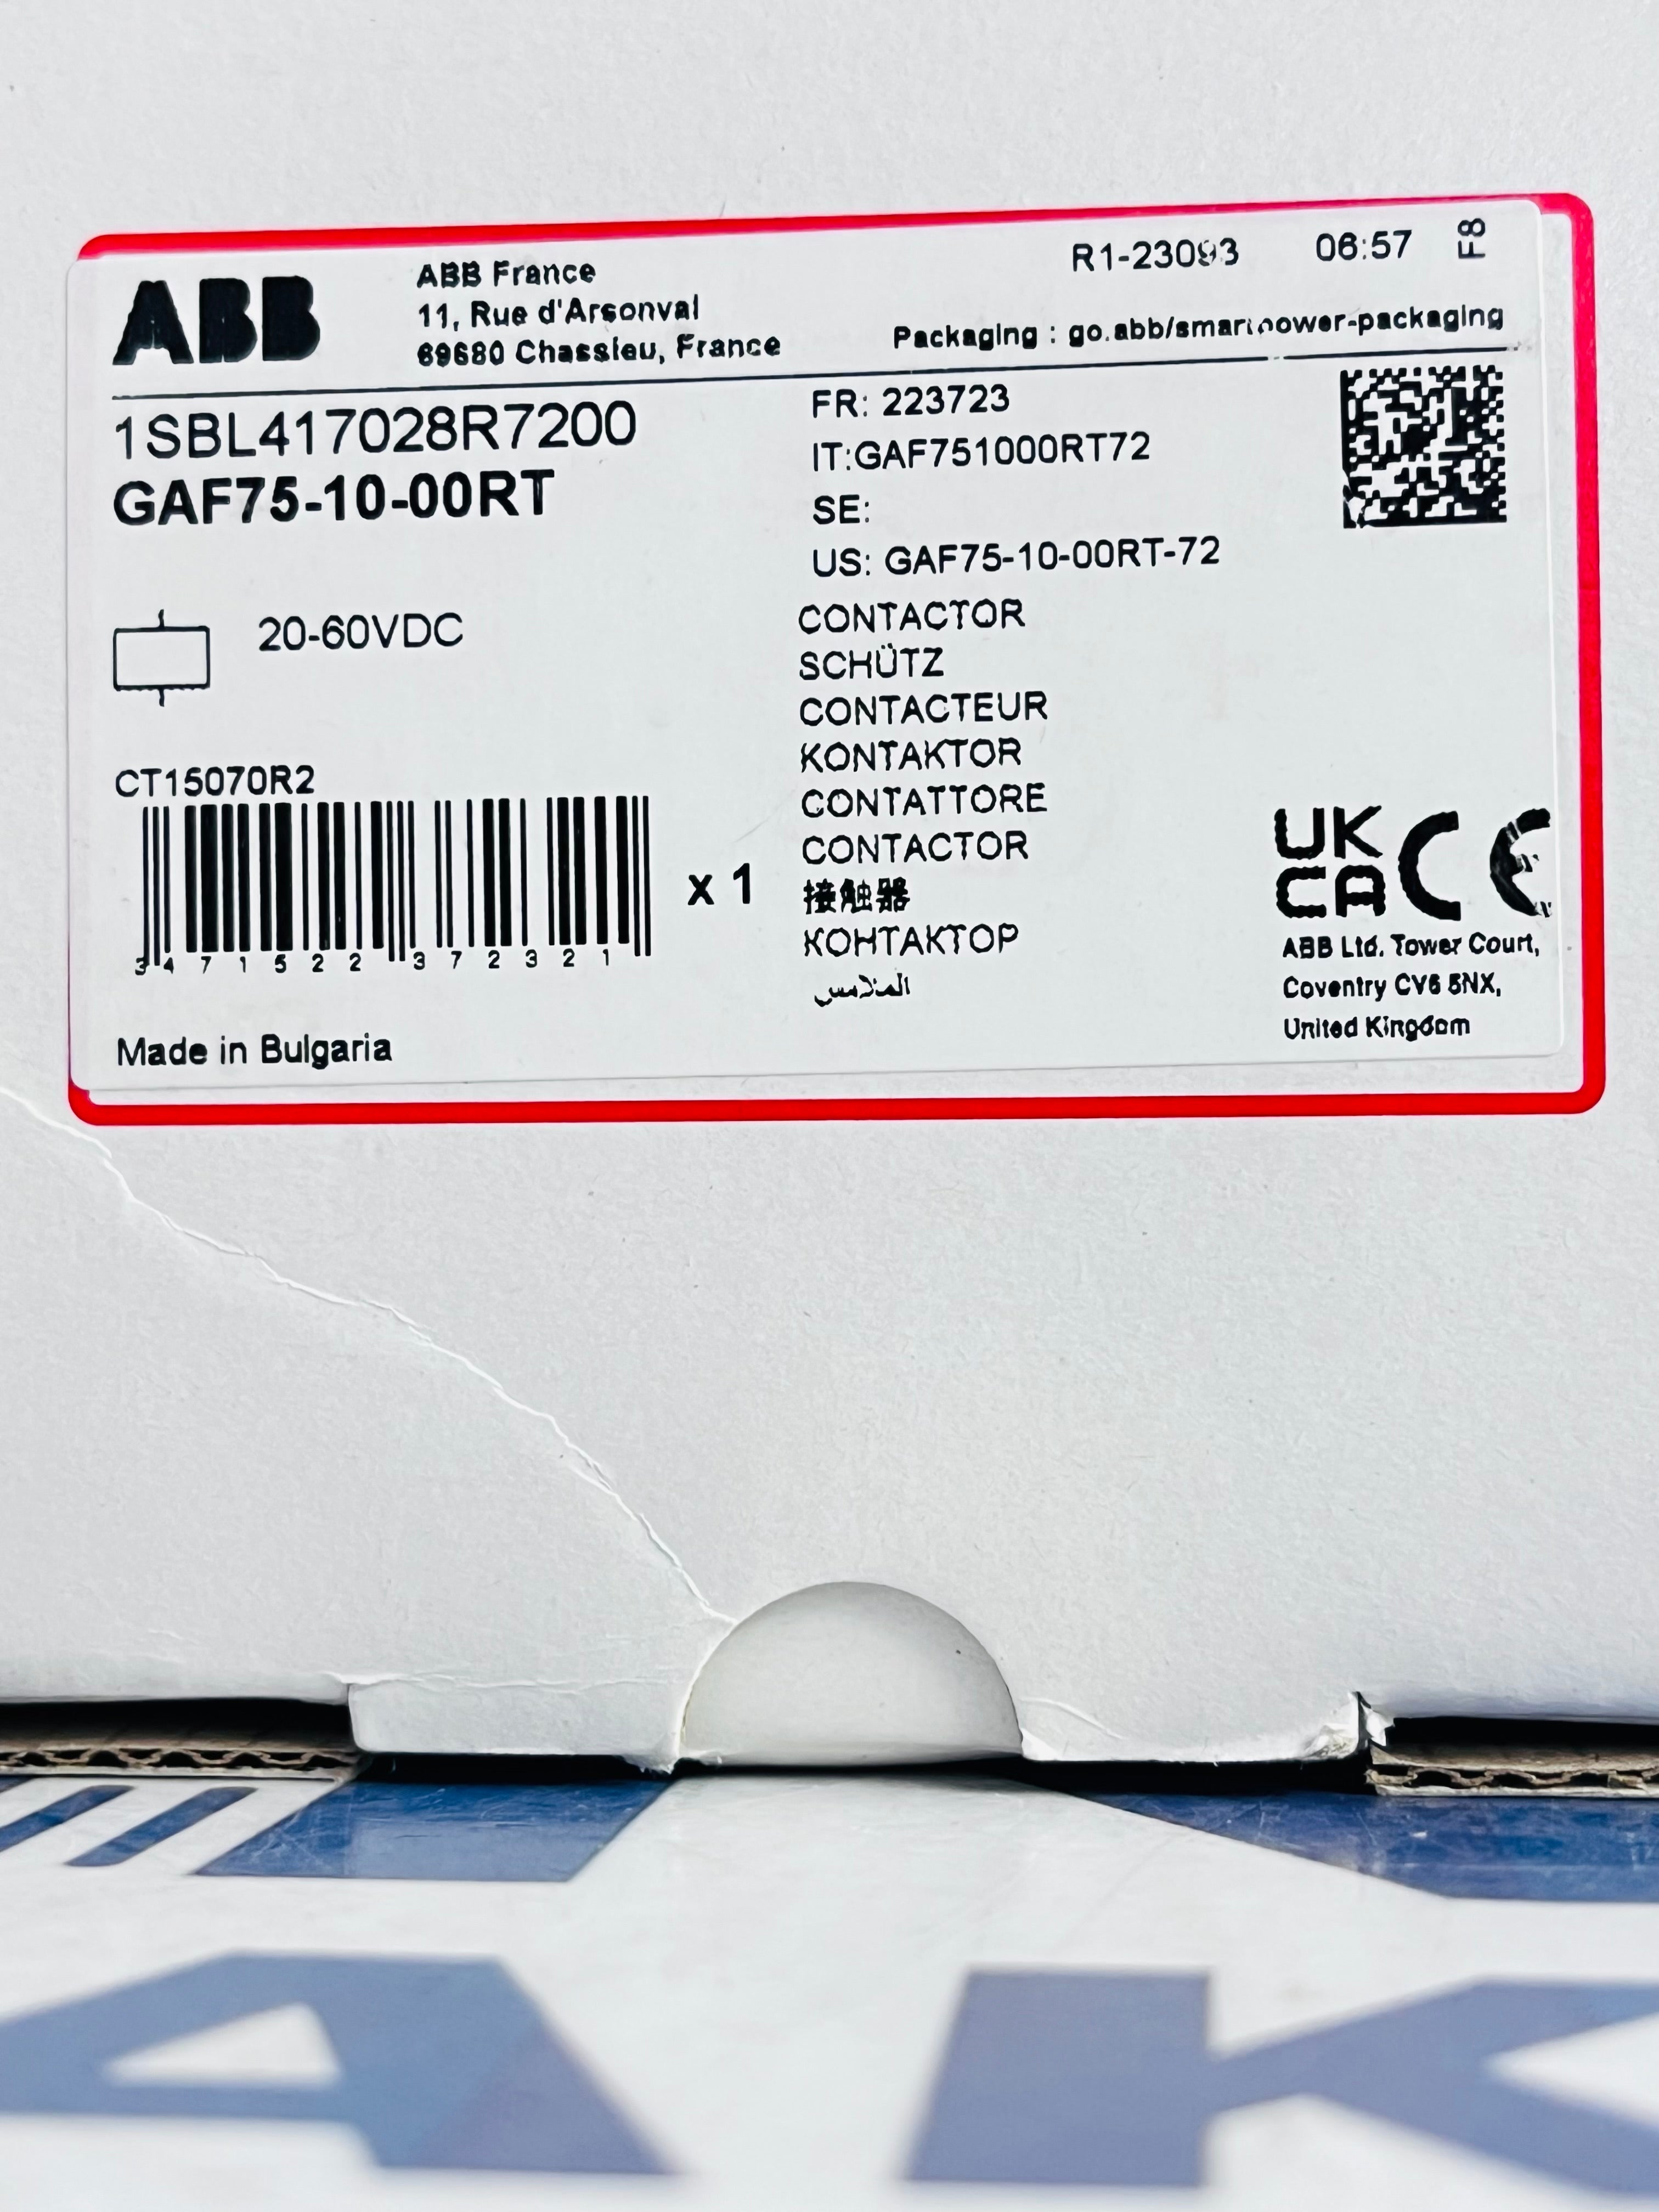 ABB
ABB France
11, Rue d'Arsonval
69680 Chassieu, France
R1-23093 06:57 F8
Packaging : go.abb/smartpower-packaging
1SBL417028R7200
GAF75-10-00RT
20-60VDC
CT15070R2
3471522372321
x 1
Made in Bulgaria
FR: 223723
IT:GAF751000RT72
SE:
US: GAF75-10-00RT-72
CONTACTOR
SCHÜTZ
CONTACTEUR
KONTAKTOR
CONTATTORE
CONTACTOR
接触器
КОНТАКТОР
الملامس
UK
CA CE
ABB Ltd. Tower Court,
Coventry CV6 5NX,
United Kingdom